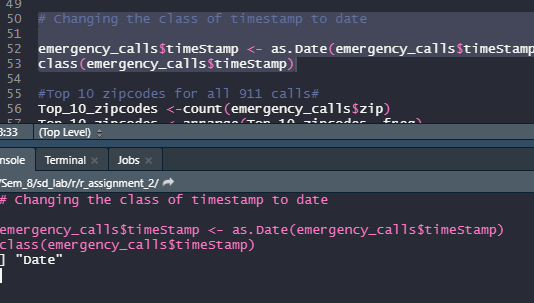 49
50 # Changing the class of timestamp to date
51
52 emergency_calls$timeStamp <- as.Date(emergency_calls$timeStamp
53 class(emergency_calls$timeStamp)
54
55 #Top 10 zipcodes for all 911 calls#
56 Top_10_zipcodes <-count(emergency_calls$zip)
57 Top_10_zipcodes <-arrange(Top_10_zipcodes, freq)
3:33 (Top Level)
nsole Terminal × Jobs ×
/Sem_8/sd_lab/r/r_assignment_2/
# Changing the class of timestamp to date
emergency_calls$timeStamp <- as.Date(emergency_calls$timeStamp)
class(emergency_calls$timeStamp)
] "Date"